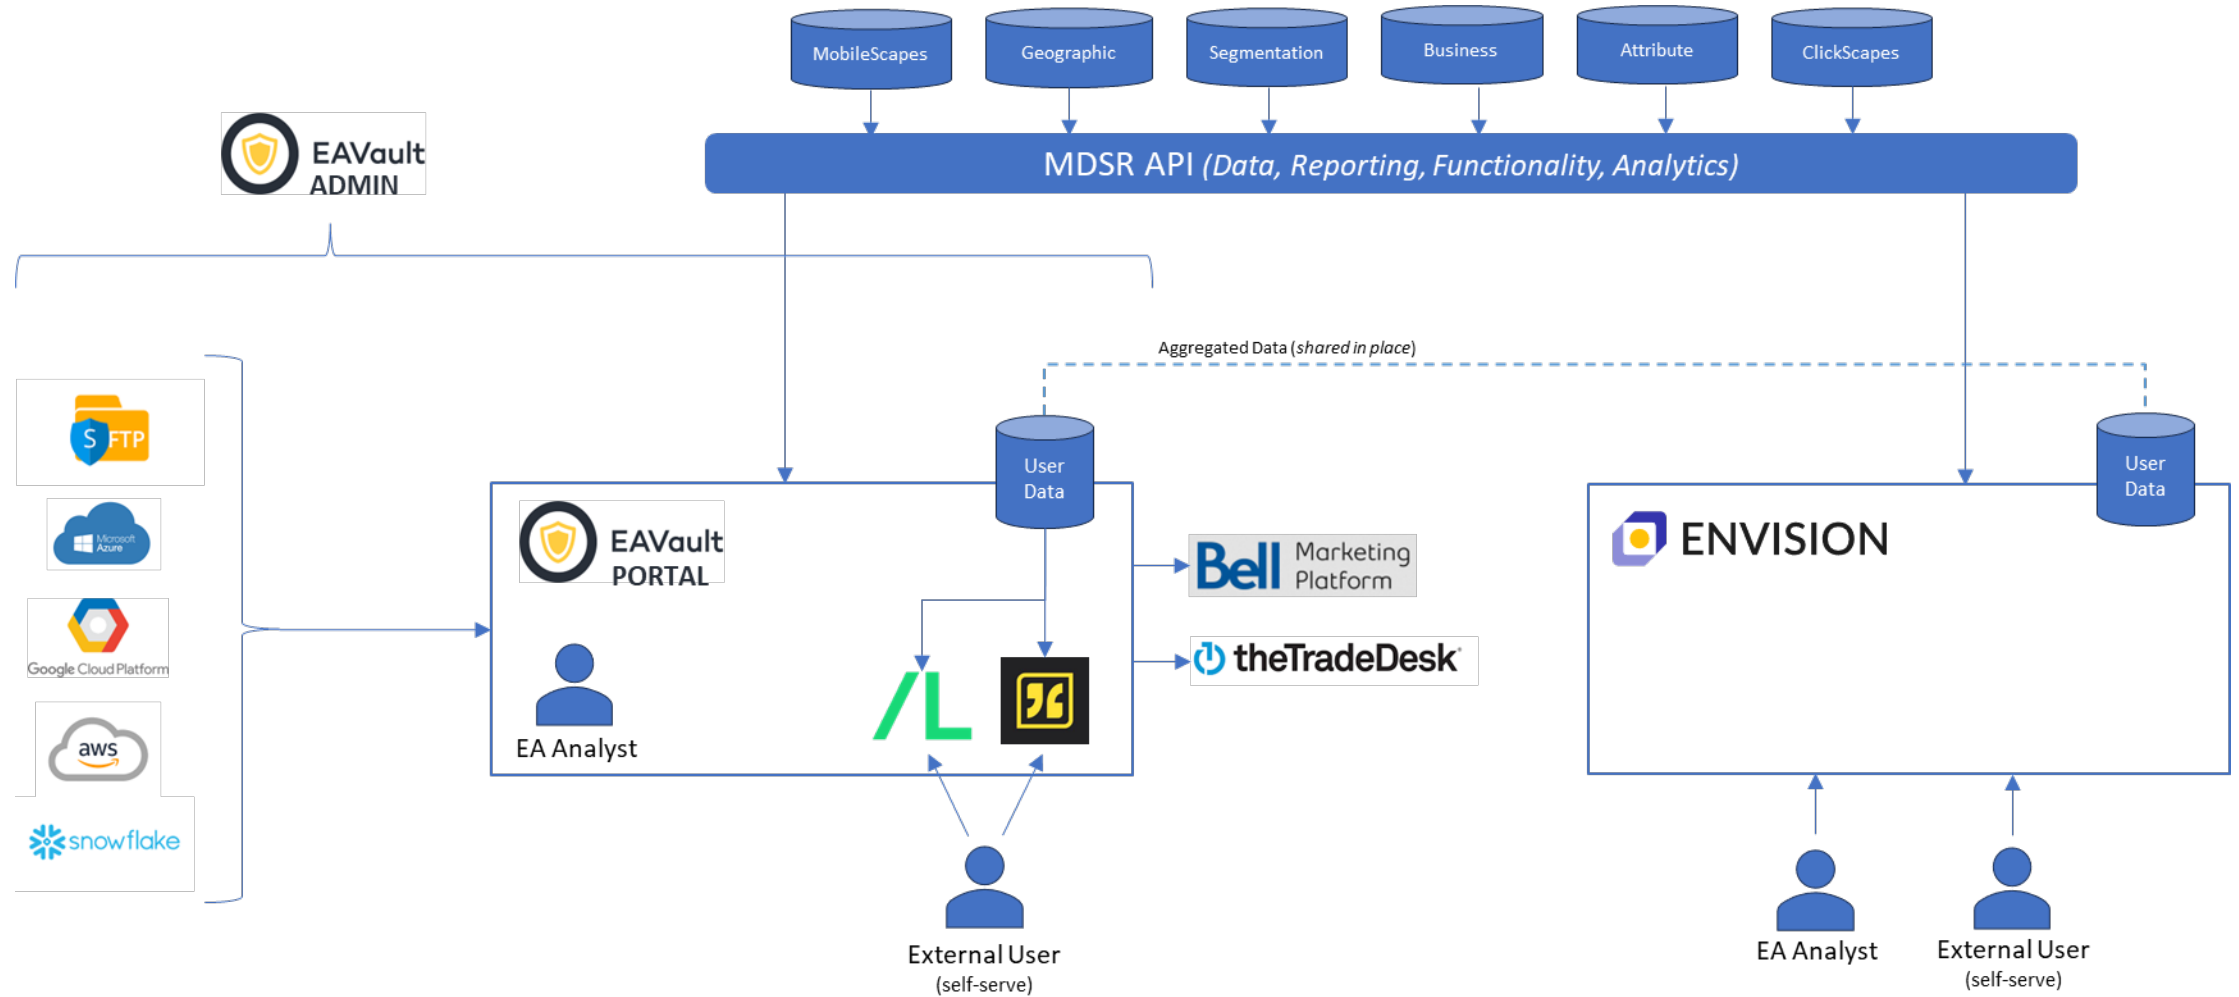 MobileScapes
Geographic
Segmentation
Business
Attribute
ClickScapes
MDSR API (Data, Reporting, Functionality, Analytics)
EAVault
ADMIN
Aggregated Data (shared in place)
S FTP
Microsoft
Azure
Google Cloud Platform
aws
snowflake
User
Data
EAVault
PORTAL
EA Analyst
/L
Bell Marketing
Platform
theTradeDesk
External User
(self-serve)
User
Data
ENVISION
EA Analyst
External User
(self-serve)